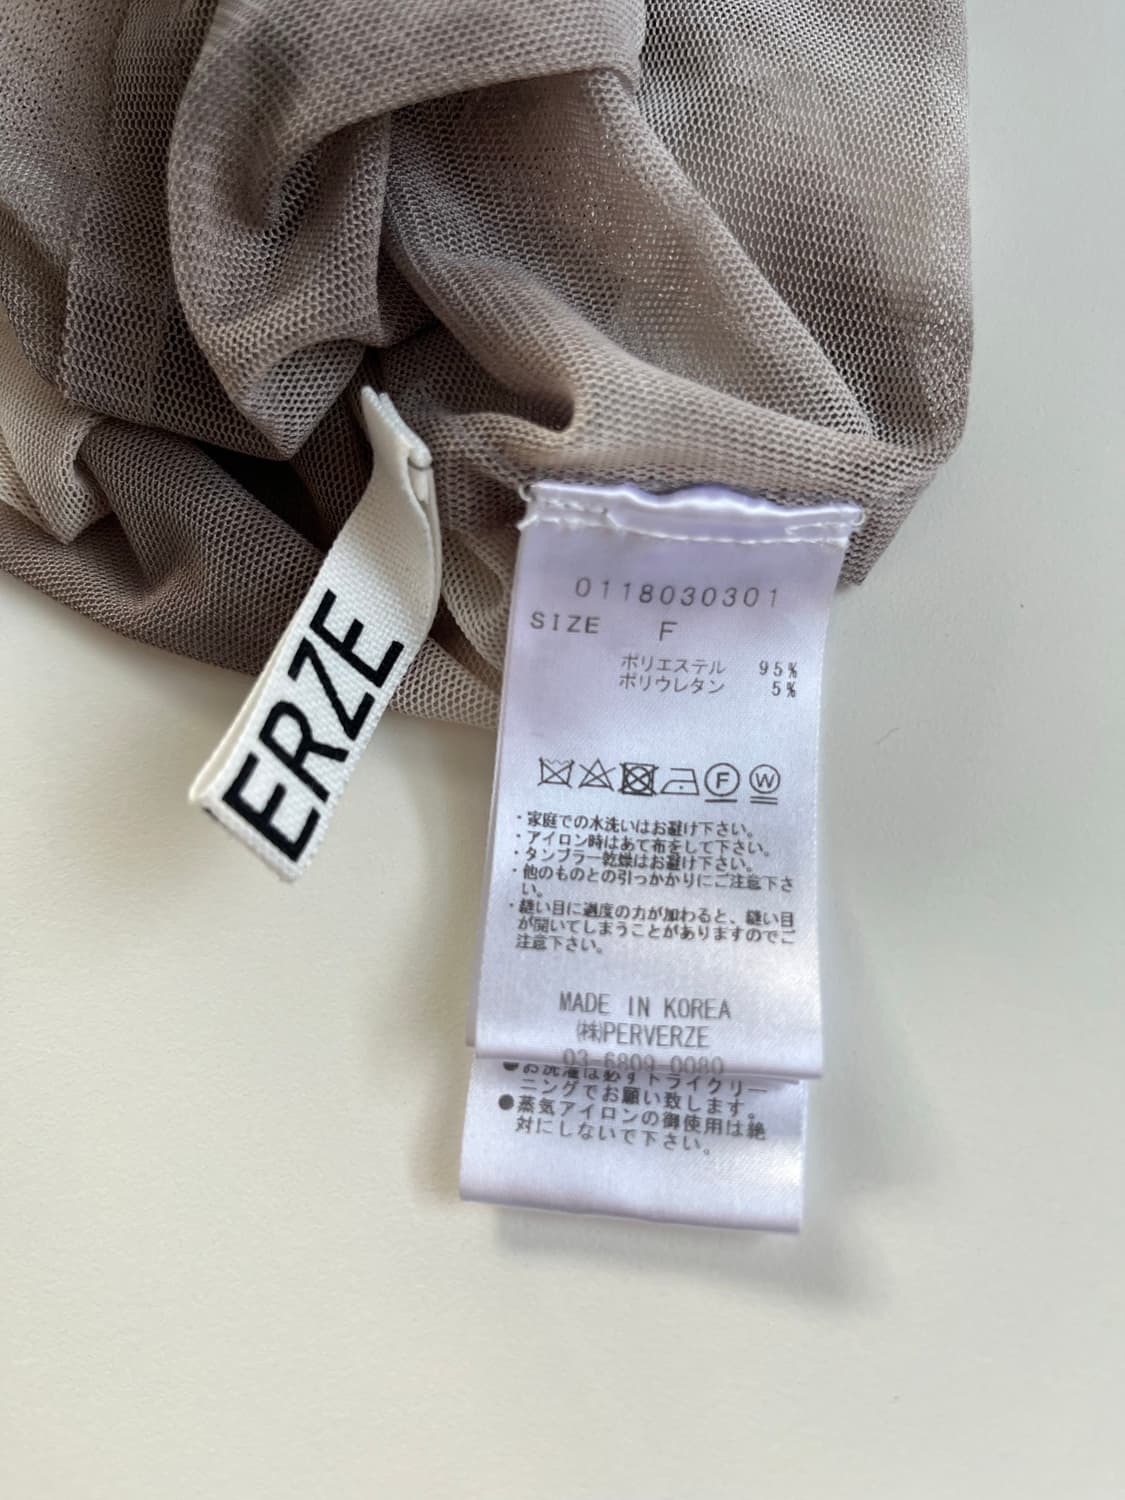 ERZE
0118030301
SIZE F
ポリエステル 95%
ポリウレタン 5%
F W
・家庭での水洗いはお避け下さい。
・アイロン時はあて布をして下さい。
・タンブラー乾燥はお避け下さい。
・他のものとの引っかかりにご注意下さ
い。
・縫い目に過度の力が加わると、縫い目
が開いてしまうことがありますのでご
注意下さい。
MADE IN KOREA
㈱PERVERZE
03-6809-0080
●お洗濯は必ずドライクリー
ニングでお願い致します。
●蒸気アイロンの御使用は絶
対にしないで下さい。